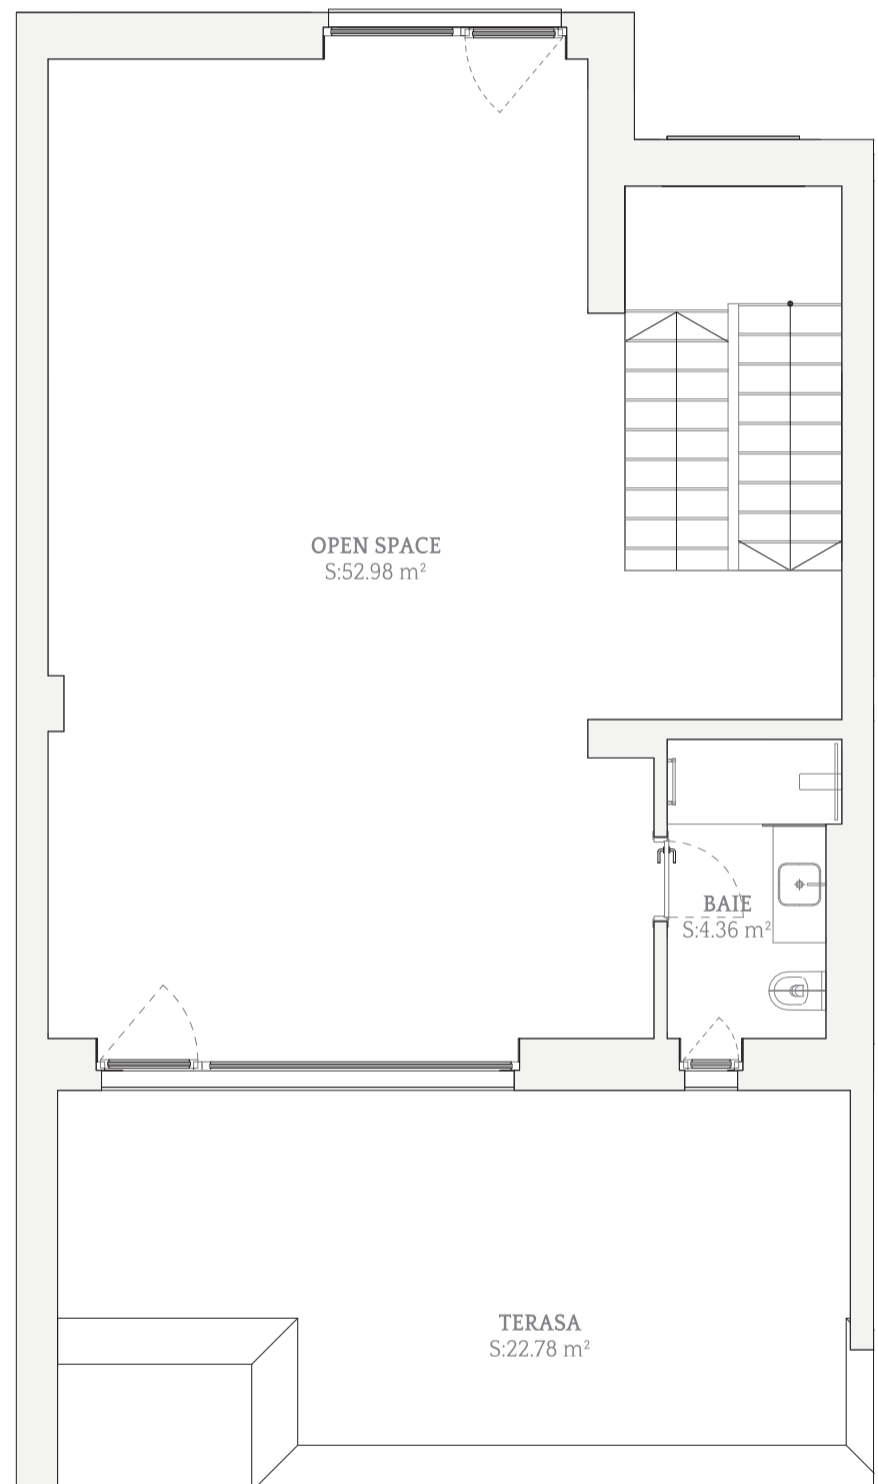 OPEN SPACE
S:52.98 m²
BAIE
S:4.36 m²
TERASA
S:22.78 m²